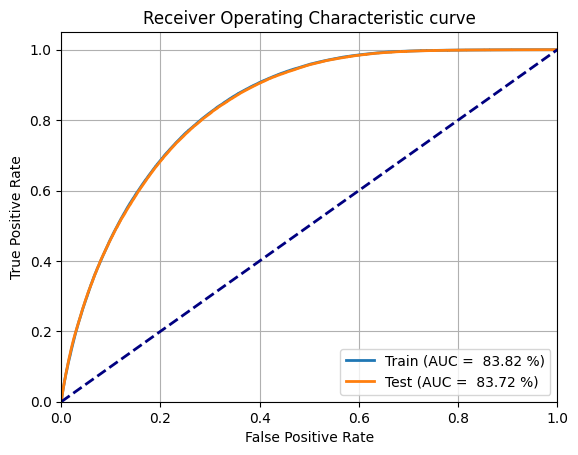 Receiver Operating Characteristic curve
True Positive Rate
1.0
0.8
0.6
0.4
0.2
0.0
Train (AUC =  83.82 %)
Test (AUC =  83.72 %)
0.0 0.2 0.4 0.6 0.8 1.0
False Positive Rate